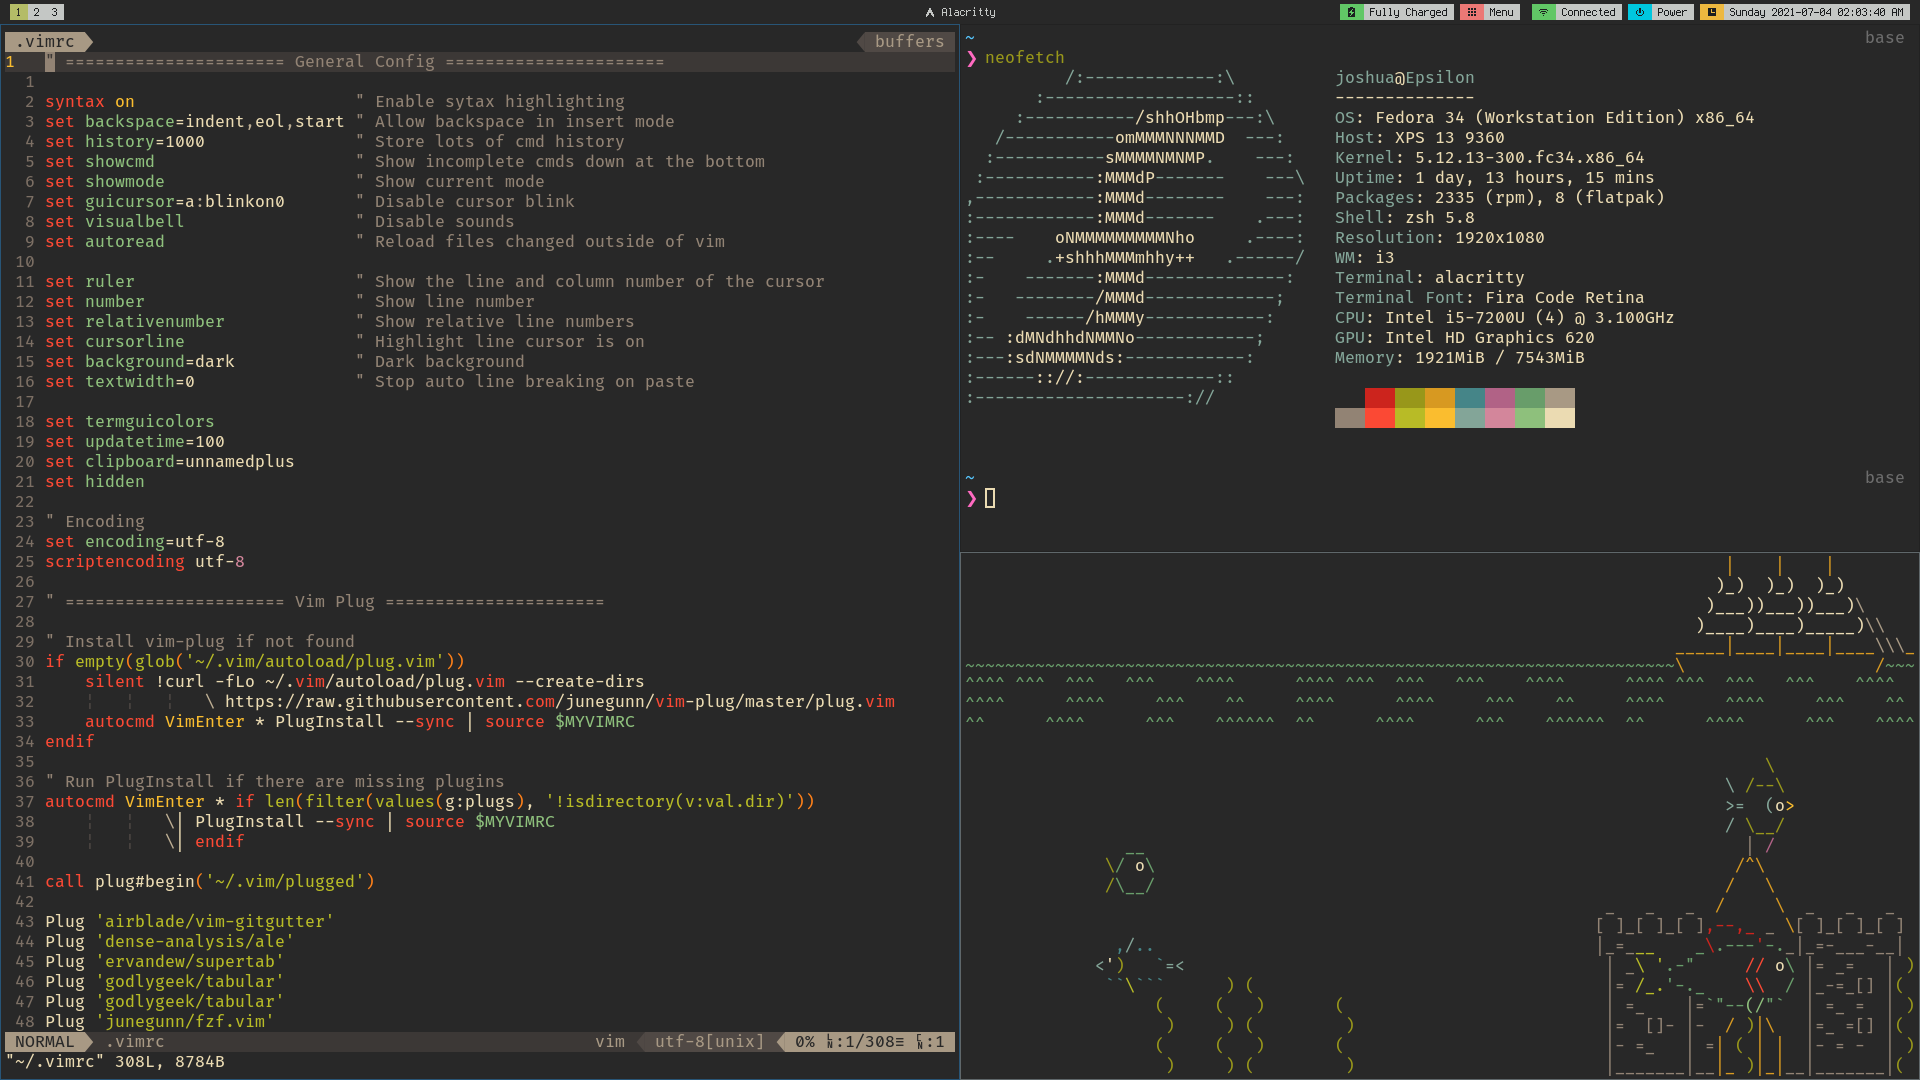 1 2 3
Alacritty
Fully Charged Menu Connected Power Sunday 2021-07-04 02:03:40 AM
.vimrc buffers
1 " ====================== General Config ======================
1
2 syntax on " Enable sytax highlighting
3 set backspace=indent,eol,start " Allow backspace in insert mode
4 set history=1000 " Store lots of cmd history
5 set showcmd " Show incomplete cmds down at the bottom
6 set showmode " Show current mode
7 set guicursor=a:blinkon0 " Disable cursor blink
8 set visualbell " Disable sounds
9 set autoread " Reload files changed outside of vim
10
11 set ruler " Show the line and column number of the cursor
12 set number " Show line number
13 set relativenumber " Show relative line numbers
14 set cursorline " Highlight line cursor is on
15 set background=dark " Dark background
16 set textwidth=0 " Stop auto line breaking on paste
17
18 set termguicolors
19 set updatetime=100
20 set clipboard=unnamedplus
21 set hidden
22
23 " Encoding
24 set encoding=utf-8
25 scriptencoding utf-8
26
27 " ====================== Vim Plug ======================
28
29 " Install vim-plug if not found
30 if empty(glob('~/.vim/autoload/plug.vim'))
31 silent !curl -fLo ~/.vim/autoload/plug.vim --create-dirs
32 \ https://raw.githubusercontent.com/junegunn/vim-plug/master/plug.vim
33 autocmd VimEnter * PlugInstall --sync | source $MYVIMRC
34 endif
35
36 " Run PlugInstall if there are missing plugins
37 autocmd VimEnter * if len(filter(values(g:plugs), '!isdirectory(v:val.dir)'))
38 \| PlugInstall --sync | source $MYVIMRC
39 \| endif
40
41 call plug#begin('~/.vim/plugged')
42
43 Plug 'airblade/vim-gitgutter'
44 Plug 'dense-analysis/ale'
45 Plug 'ervandew/supertab'
46 Plug 'godlygeek/tabular'
47 Plug 'godlygeek/tabular'
48 Plug 'junegunn/fzf.vim'
NORMAL .vimrc vim utf-8[unix] 0% ㏑:1/308≡ ℅:1
"~/.vimrc" 308L, 8784B
~ base
❯ neofetch
/:-------------:\ joshua@Epsilon
:-------------------:: --------------
:-----------/shhOHbmp---:\ OS: Fedora 34 (Workstation Edition) x86_64
/-----------omMMMNNNMMD ---: Host: XPS 13 9360
:-----------sMMMMNMNMP. ---: Kernel: 5.12.13-300.fc34.x86_64
:-----------:MMMdP------- ---\ Uptime: 1 day, 13 hours, 15 mins
,------------:MMMd-------- ---: Packages: 2335 (rpm), 8 (flatpak)
:------------:MMMd------- .---: Shell: zsh 5.8
:---- oNMMMMMMMMMNho .----: Resolution: 1920x1080
:-- .+shhhMMMmhhy++ .------/ WM: i3
:- -------:MMMd--------------: Terminal: alacritty
:- --------/MMMd-------------; Terminal Font: Fira Code Retina
:- ------/hMMMy------------: CPU: Intel i5-7200U (4) @ 3.100GHz
:-- :dMNdhhdNMMNo------------; GPU: Intel HD Graphics 620
:---:sdNMMMMNds:------------: Memory: 1921MiB / 7543MiB
:------:://:-------------::
:---------------------://
~ base
❯